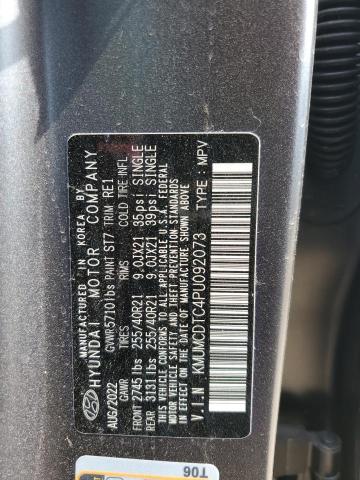 MANUFACTURED IN KOREA BY
HYUNDAI MOTOR COMPANY
AUG/2022 GVWR 5710 lbs PAINT ST7 TRIM RE1
GAWR TIRES RIMS COLD TIRE INFL.
FRONT 2745 lbs 255/40R21 9.0JX21 35psi SINGLE
REAR 3131 lbs 255/40R21 9.0JX21 39psi SINGLE
THIS VEHICLE CONFORMS TO ALL APPLICABLE U.S.A. FEDERAL
MOTOR VEHICLE SAFETY, BUMPER, AND THEFT PREVENTION STANDARDS
IN EFFECT ON THE DATE OF MANUFACTURE SHOWN ABOVE.
V.I.N : KMUMCDTC4PU092073 TYPE : MPV
T06